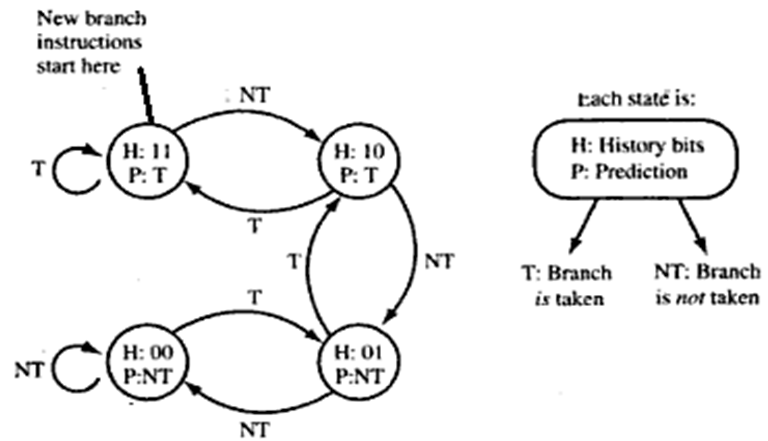 New branch
instructions
start here
NT
T
H: 11
P: T
H: 10
P: T
T
T
NT
T
H: 00
P:NT
H: 01
P:NT
NT
NT
Each state is:
H: History bits
P: Prediction
T: Branch
is taken
NT: Branch
is not taken